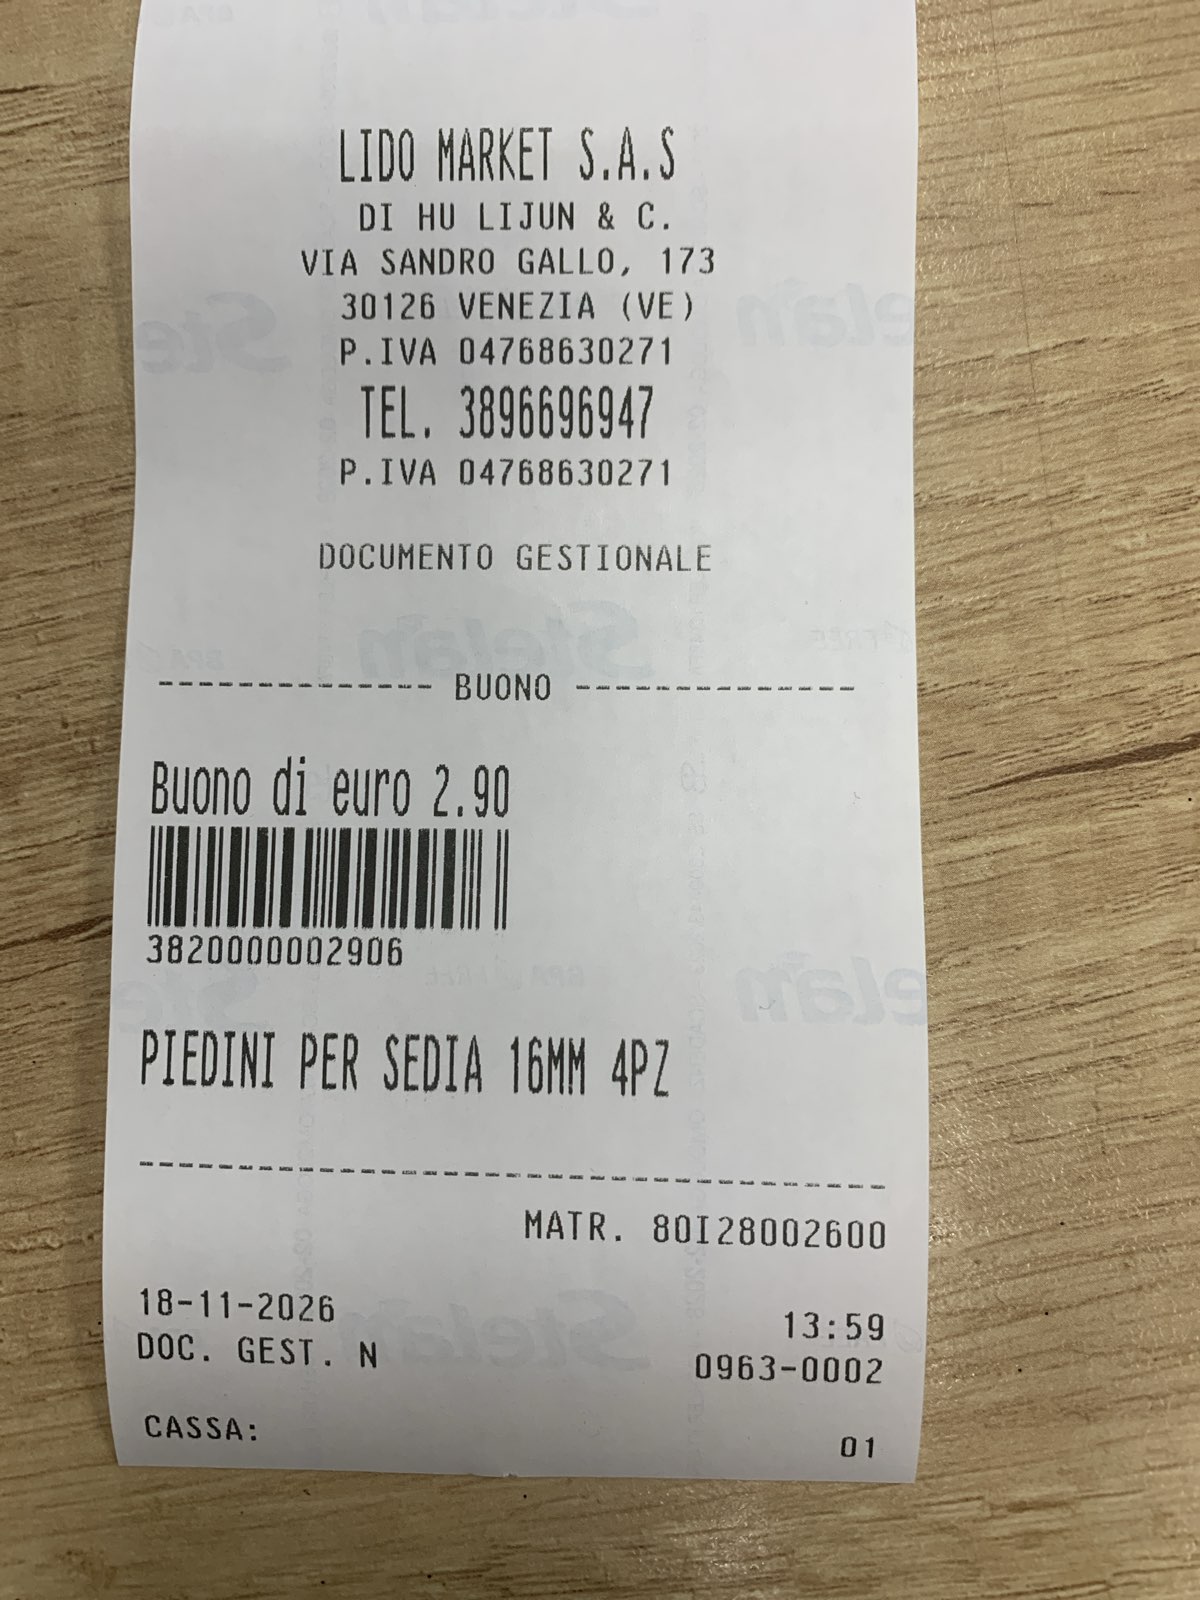 LIDO MARKET S.A.S
DI HU LIJUN & C.
VIA SANDRO GALLO, 173
30126 VENEZIA (VE)
P.IVA 04768630271
TEL. 3896696947
P.IVA 04768630271
DOCUMENTO GESTIONALE
-------------- BUONO --------------
Buono di euro 2.90
3820000002906
PIEDINI PER SEDIA 16MM 4PZ
MATR. 80I28002600
18-11-2026 13:59
DOC. GEST. N 0963-0002
CASSA: 01